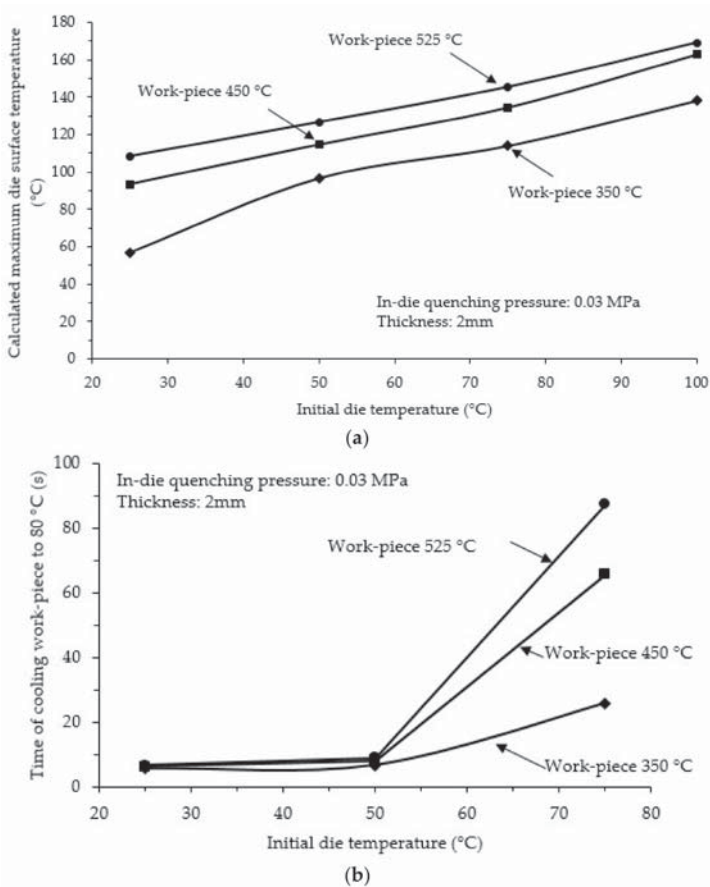 180
160
140
120
100
80
60
40
20
0
Calculated maximum die surface temperature
(°C)
Work-piece 525 °C
Work-piece 450 °C
Work-piece 350 °C
In-die quenching pressure: 0.03 MPa
Thickness: 2mm
20 30 40 50 60 70 80 90 100
Initial die temperature (°C)
(a)
100
80
60
40
20
0
Time of cooling work-piece to 80 °C (s)
In-die quenching pressure: 0.03 MPa
Thickness: 2mm
Work-piece 525 °C
Work-piece 450 °C
Work-piece 350 °C
20 30 40 50 60 70 80
Initial die temperature (°C)
(b)